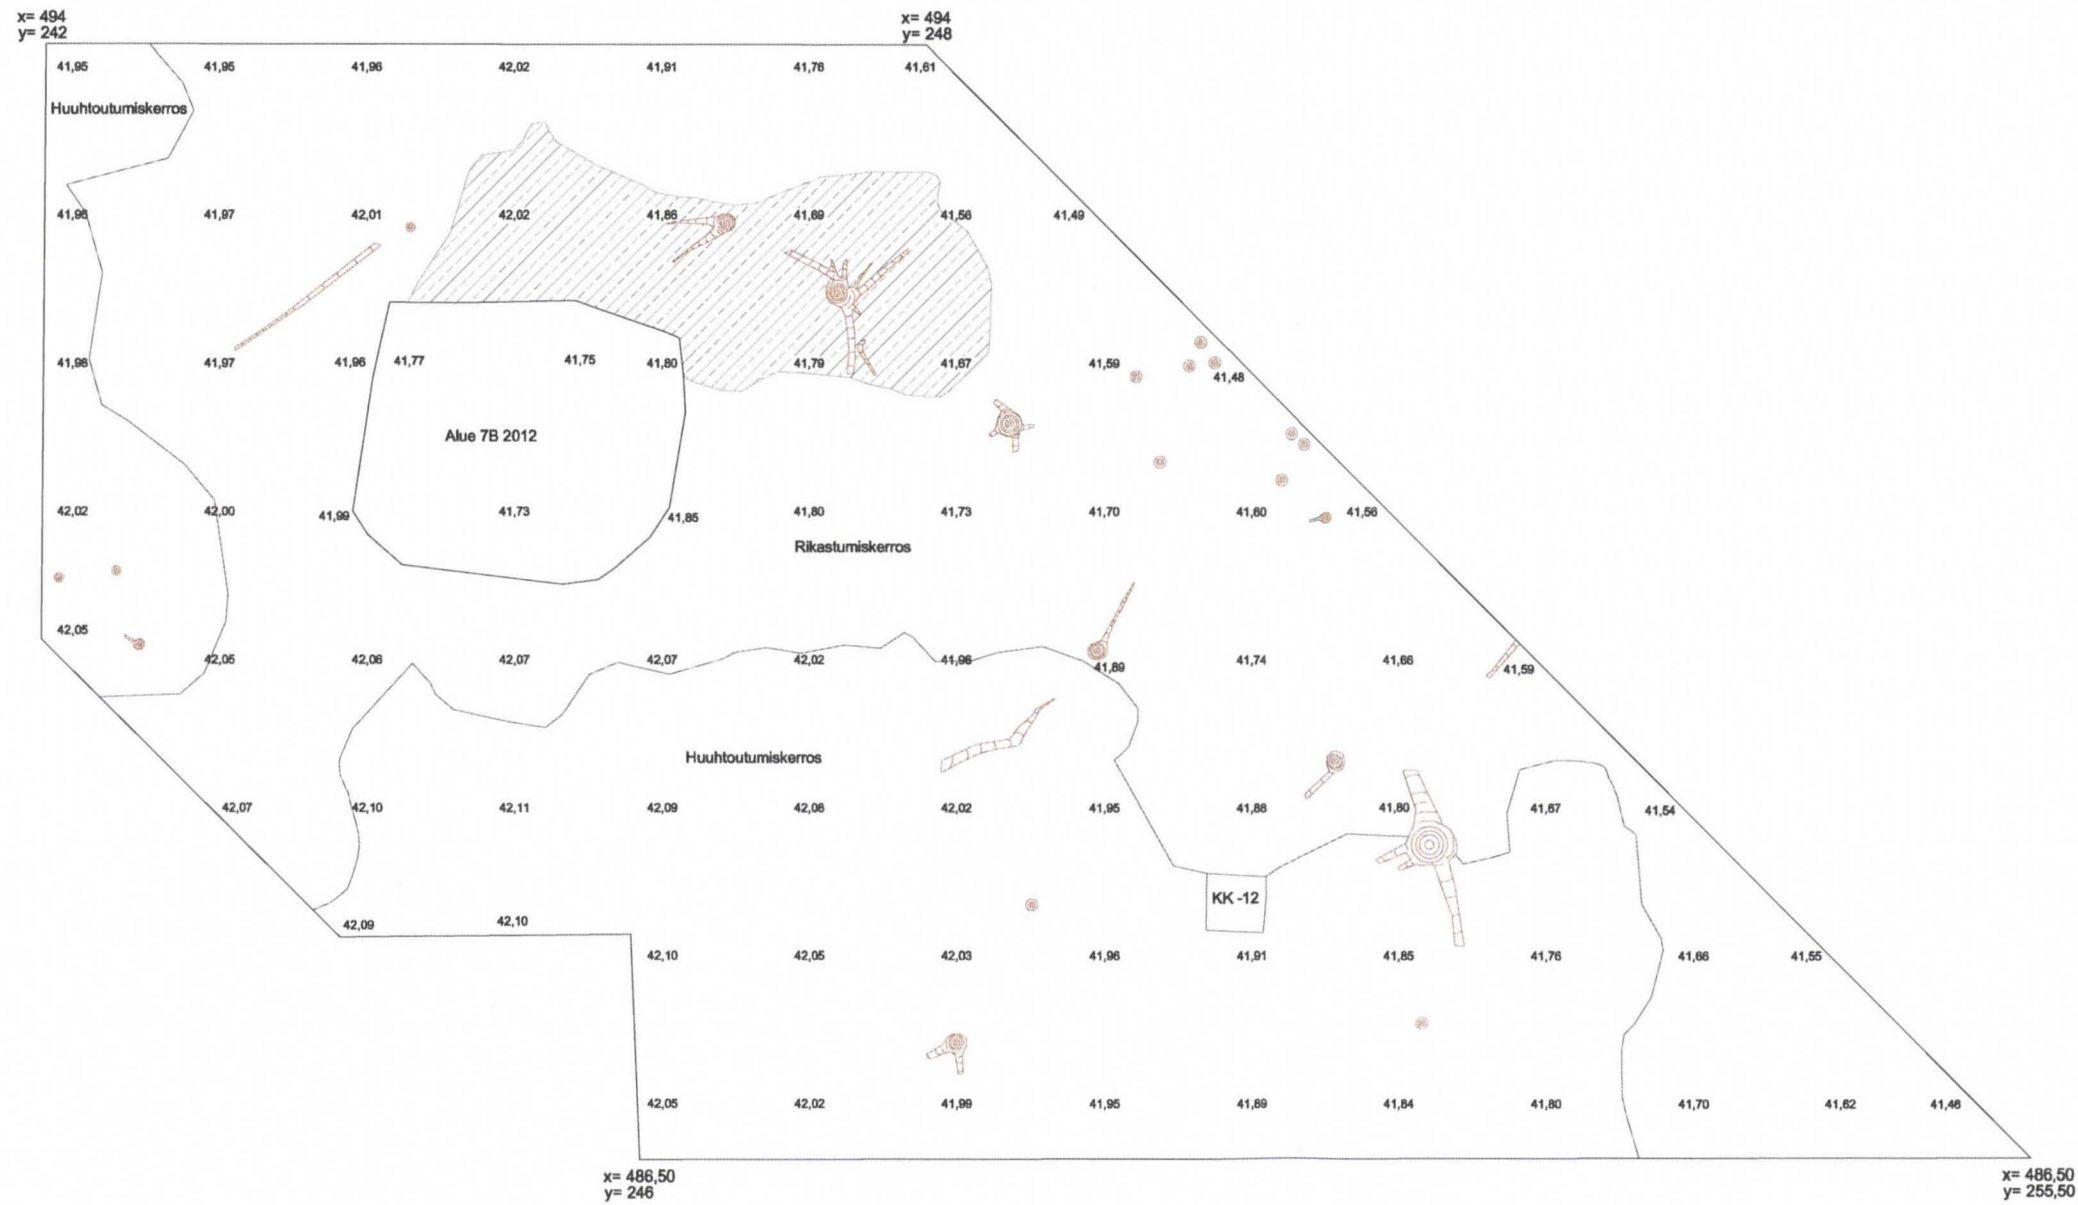 x= 494
y= 242
x= 494
y= 248
41,95 41,95 41,96 42,02 41,91 41,76 41,61
Huuhtoutumiskerros
41,96 41,97 42,01 42,02 41,86 41,69 41,56 41,49
41,98 41,97 41,96 41,77 41,75 41,80 41,79 41,67 41,59 41,48
Alue 7B 2012
42,02 42,00 41,99 41,73 41,85 41,80 41,73 41,70 41,60 41,56
Rikastumiskerros
42,05
42,05 42,06 42,07 42,07 42,02 41,96 41,89 41,74 41,66 41,59
Huuhtoutumiskerros
42,07 42,10 42,11 42,09 42,06 42,02 41,95 41,86 41,80 41,67 41,54
KK -12
42,09 42,10
42,10 42,05 42,03 41,96 41,91 41,85 41,76 41,66 41,55
42,05 42,02 41,99 41,95 41,89 41,84 41,80 41,70 41,62 41,46
x= 486,50
y= 246
x= 486,50
y= 255,50